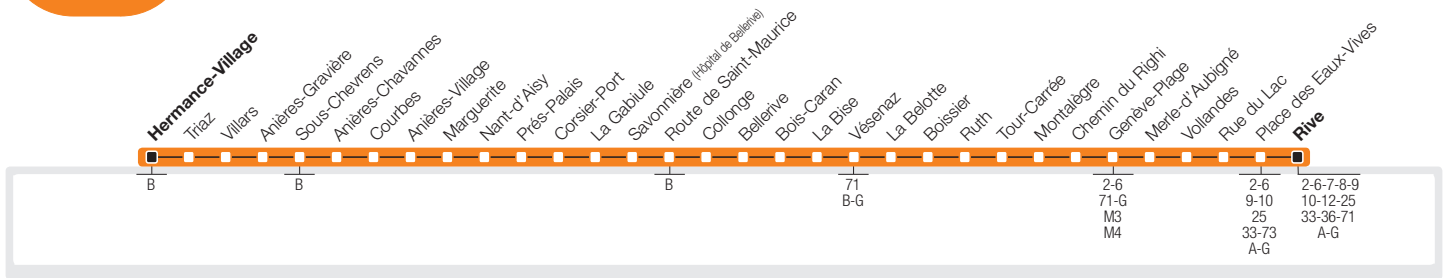 Hermance-Village
Triaz
Villars
Anières-Gravière
Sous-Chevrens
Anières-Chavannes
Courbes
Anières-Village
Marguerite
Nant-d'Aisy
Prés-Palais
Corsier-Port
La Gabiule
Savonnière (Hôpital de Bellerive)
Route de Saint-Maurice
Collonge
Bellerive
Bois-Caran
La Bise
Vésenaz
La Belotte
Boissier
Ruth
Tour-Carrée
Montalègre
Chemin du Righi
Genève-Plage
Merle-d'Aubigné
Vollandes
Rue du Lac
Place des Eaux-Vives
Rive
B
B
B
71
B-G
2-6
71-G
M3
M4
2-6
9-10
25
33-73
A-G
2-6-7-8-9
10-12-25
33-36-71
A-G